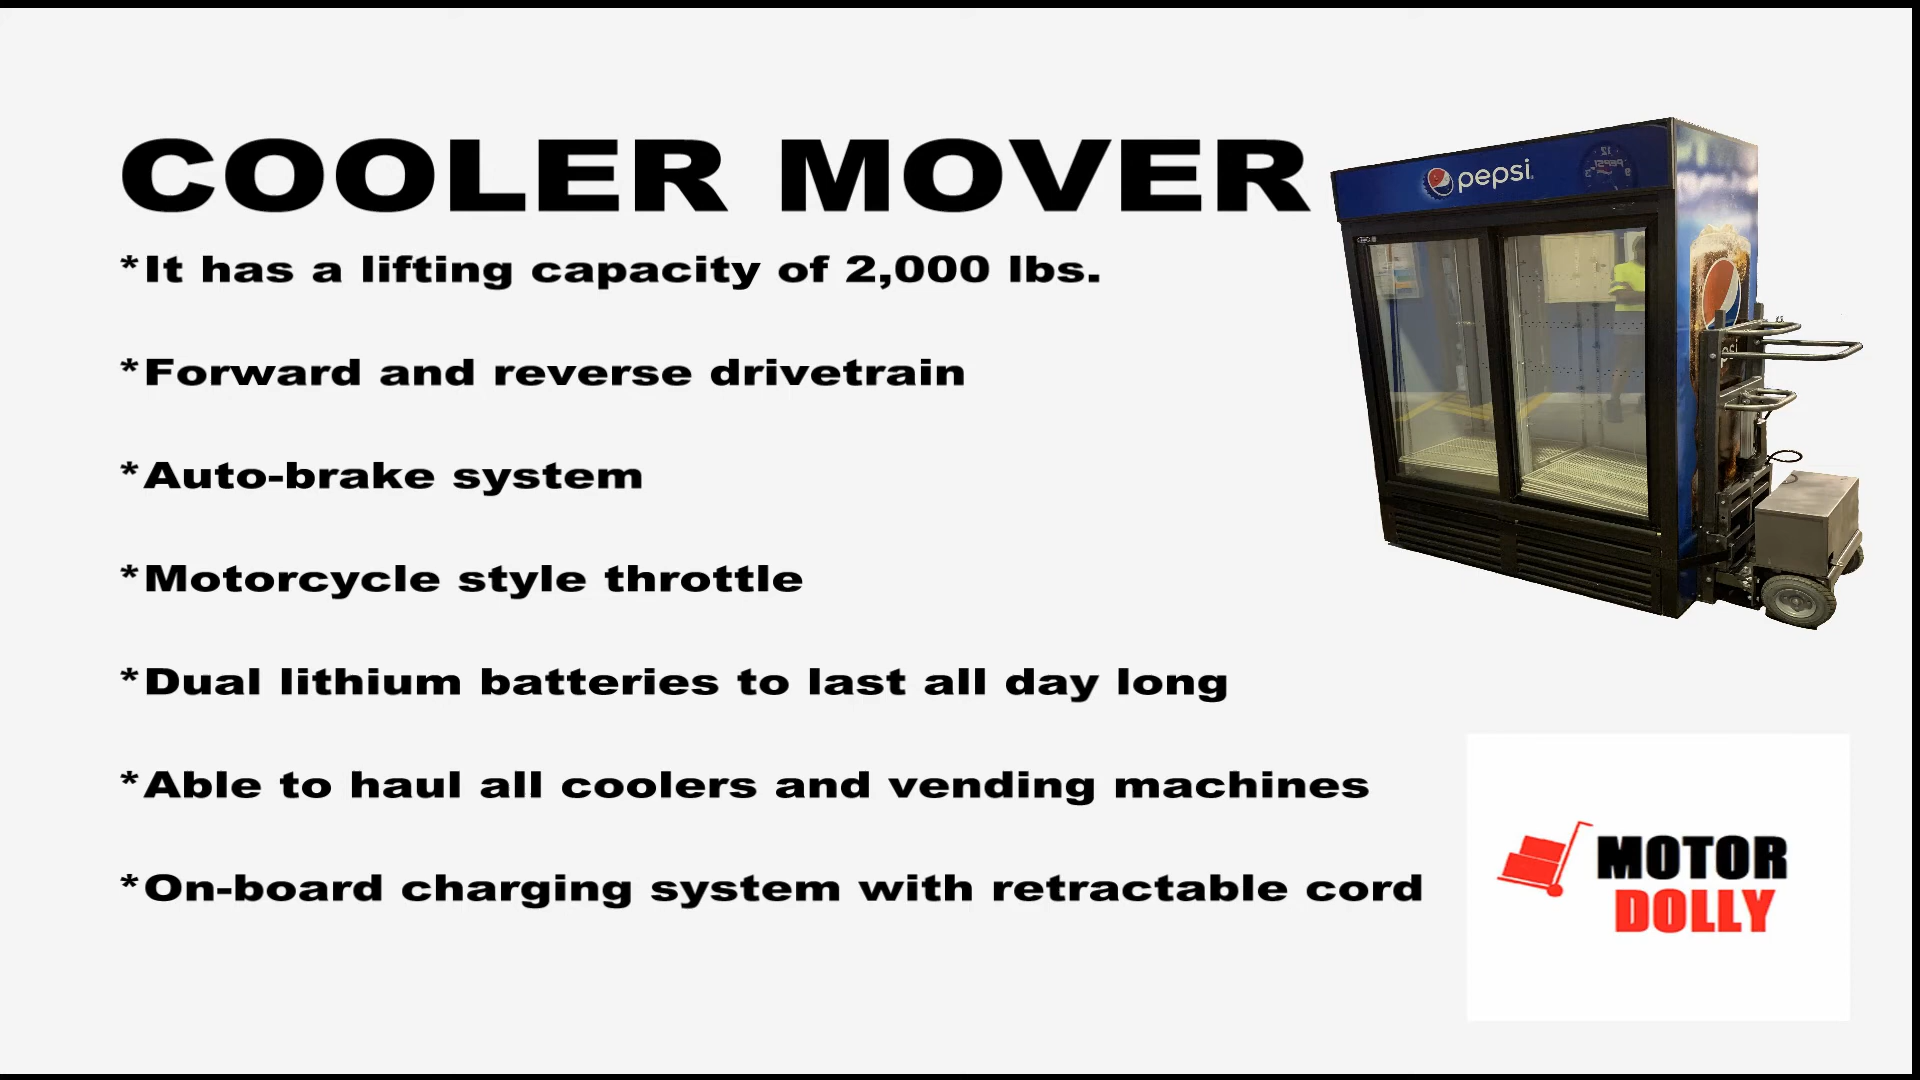 COOLER MOVER
*It has a lifting capacity of 2,000 lbs.
*Forward and reverse drivetrain
*Auto-brake system
*Motorcycle style throttle
*Dual lithium batteries to last all day long
*Able to haul all coolers and vending machines
*On-board charging system with retractable cord
pepsi
MOTOR
DOLLY